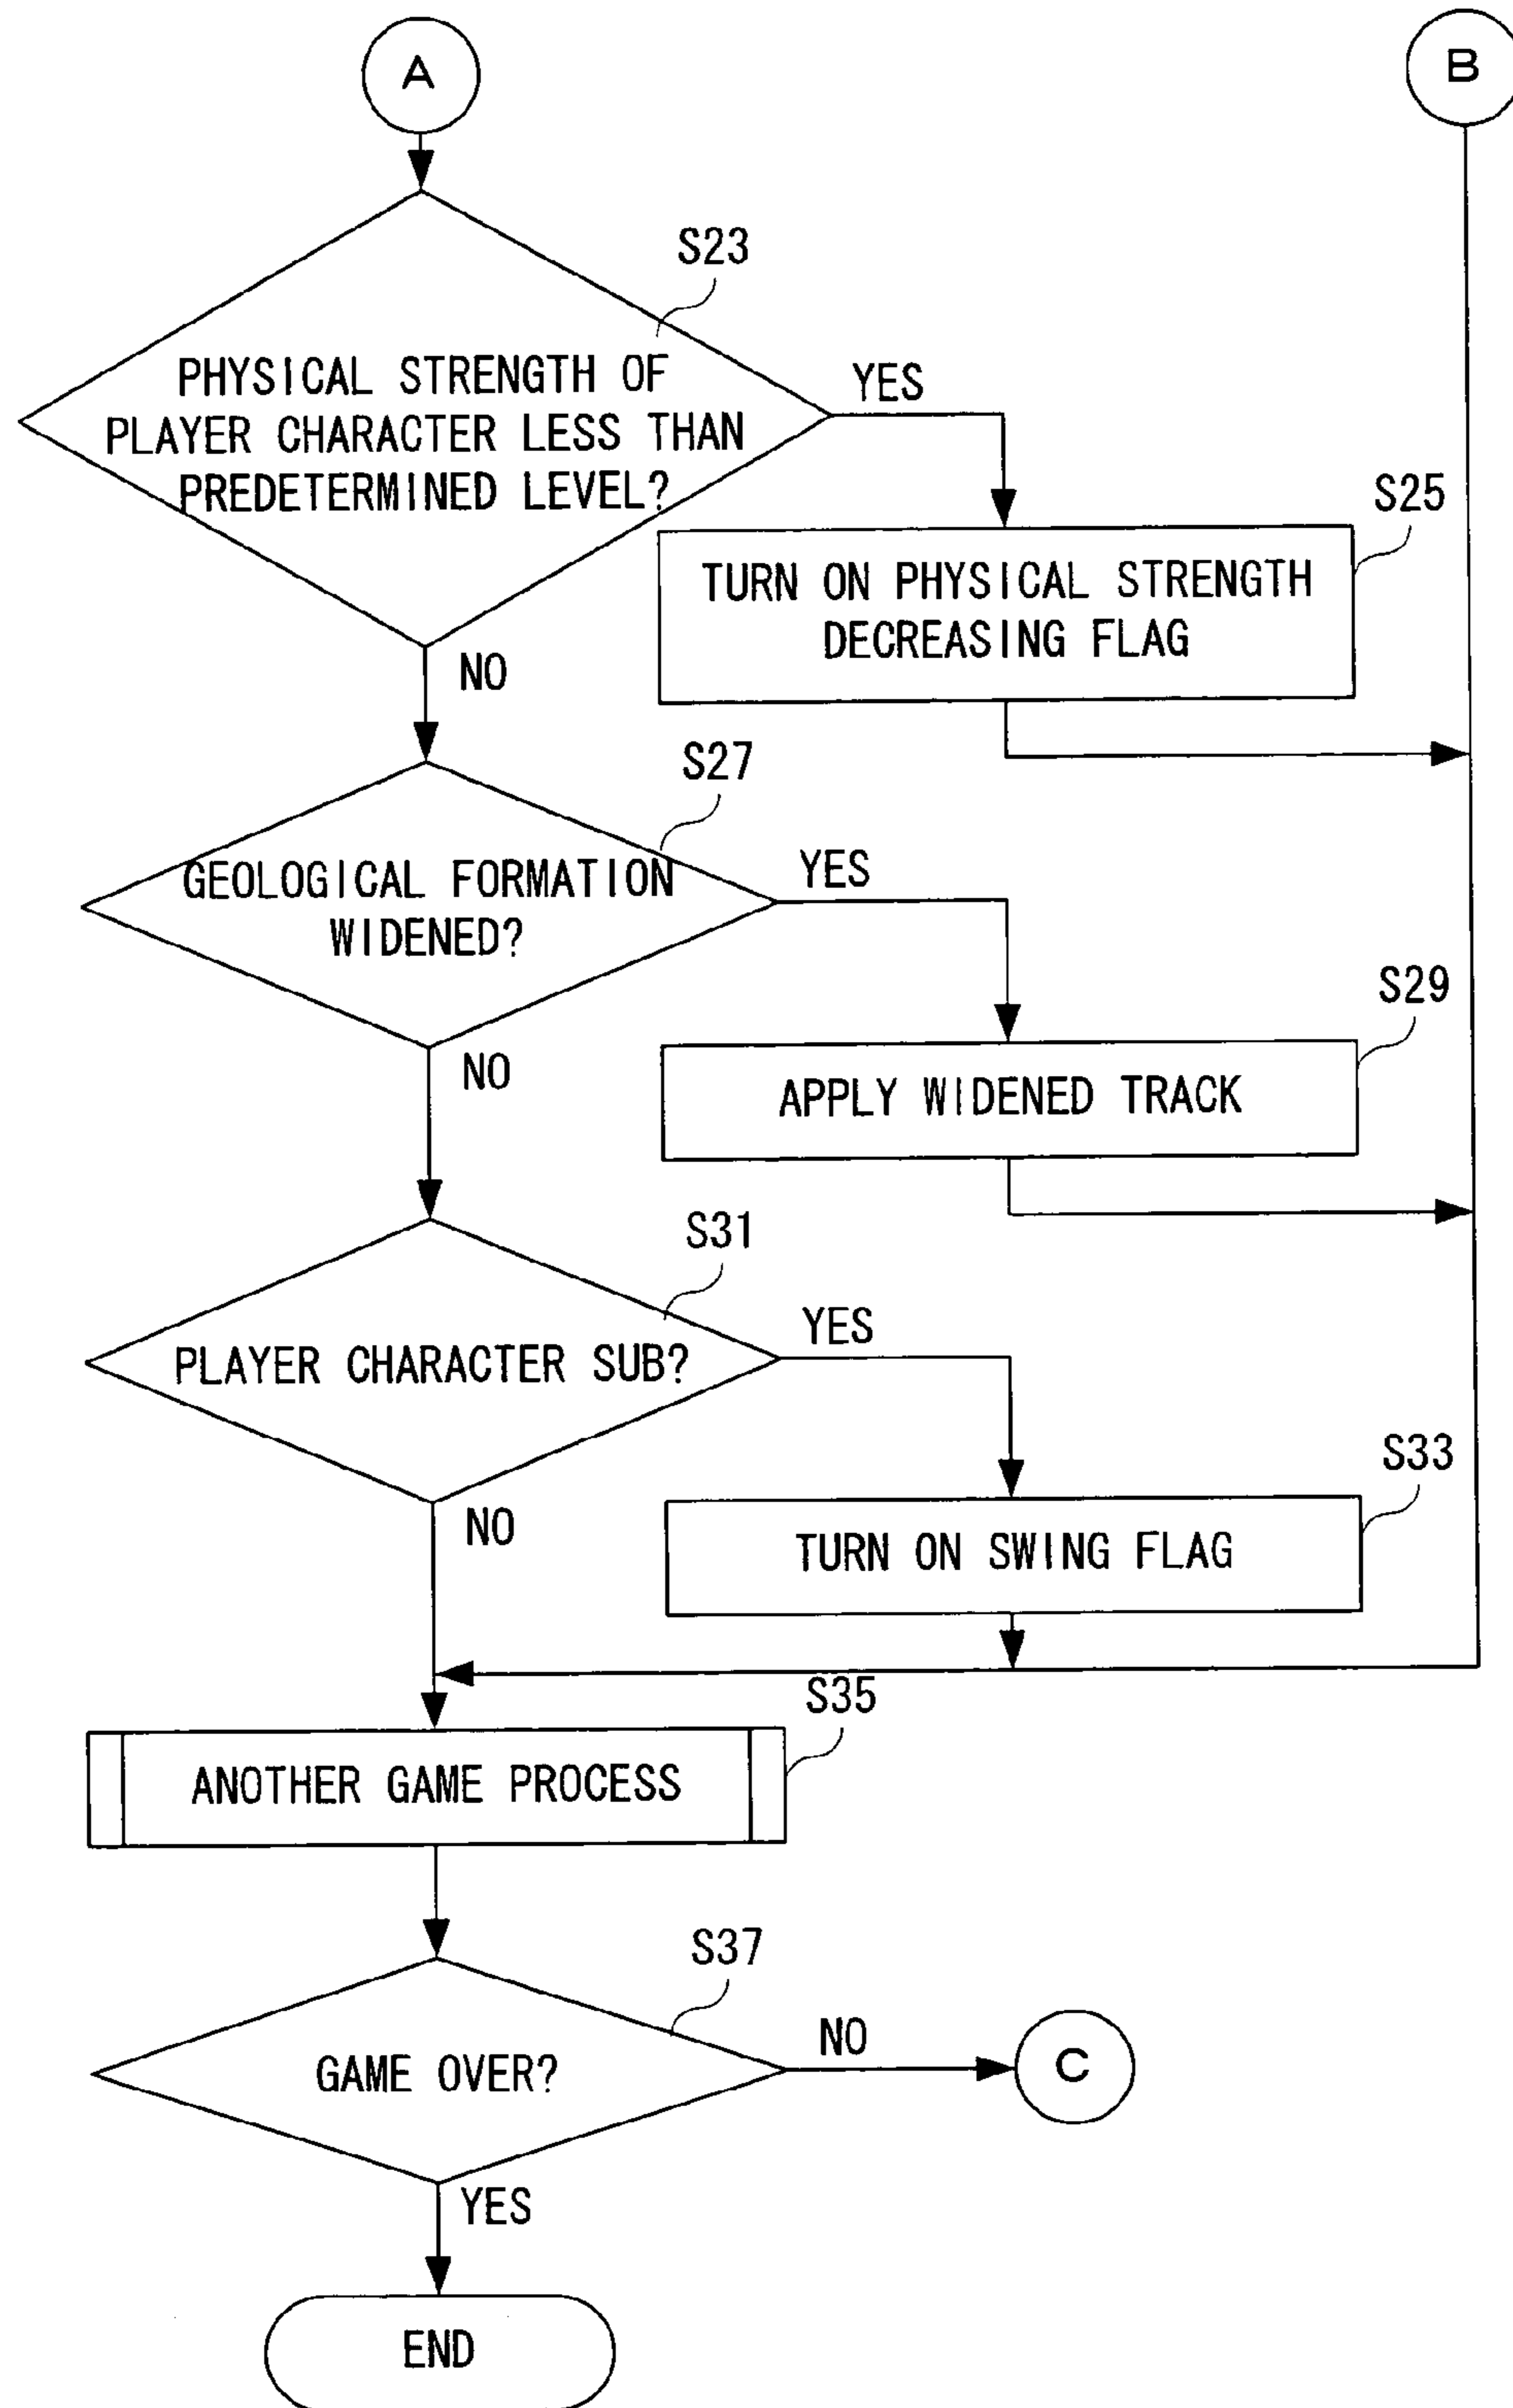 A
B
S23
PHYSICAL STRENGTH OF
PLAYER CHARACTER LESS THAN
PREDETERMINED LEVEL?
YES
S25
TURN ON PHYSICAL STRENGTH
DECREASING FLAG
NO
S27
GEOLOGICAL FORMATION
WIDENED?
YES
S29
APPLY WIDENED TRACK
NO
S31
PLAYER CHARACTER SUB?
YES
S33
TURN ON SWING FLAG
NO
S35
ANOTHER GAME PROCESS
S37
GAME OVER?
NO
C
YES
END